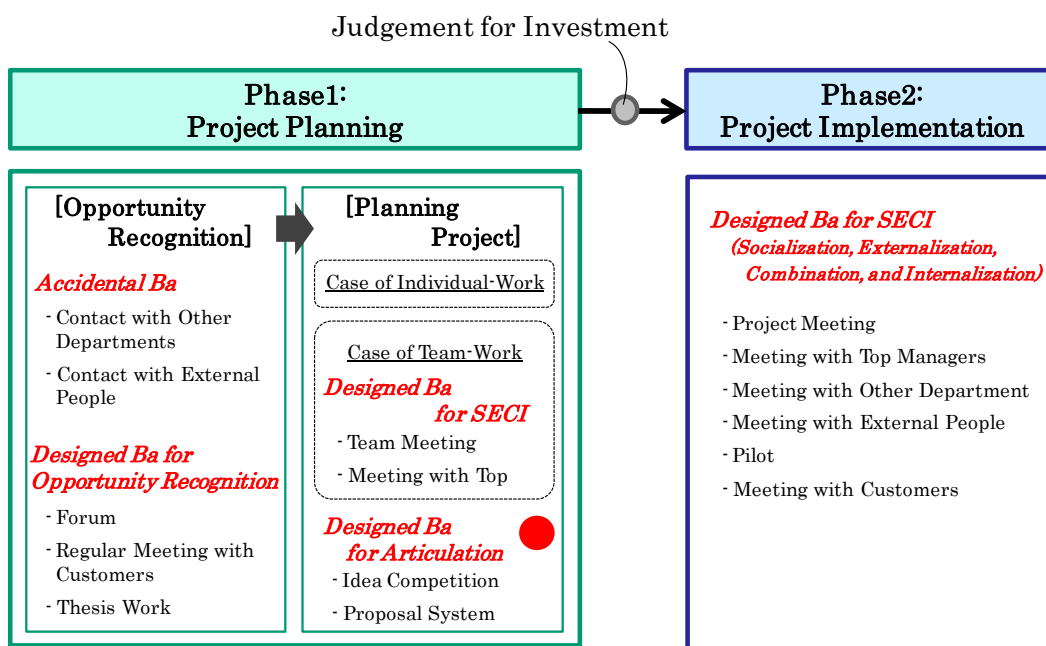 Judgement for Investment
Phase1:
Project Planning
Phase2:
Project Implementation
[Opportunity
Recognition]
Accidental Ba
- Contact with Other
Departments
- Contact with External
People
Designed Ba for
Opportunity Recognition
- Forum
- Regular Meeting with
Customers
- Thesis Work
[Planning
Project]
Case of Individual-Work
Case of Team-Work
Designed Ba
for SECI
- Team Meeting
- Meeting with Top
Designed Ba
for Articulation
- Idea Competition
- Proposal System
Designed Ba for SECI
(Socialization, Externalization,
Combination, and Internalization)
- Project Meeting
- Meeting with Top Managers
- Meeting with Other Department
- Meeting with External People
- Pilot
- Meeting with Customers